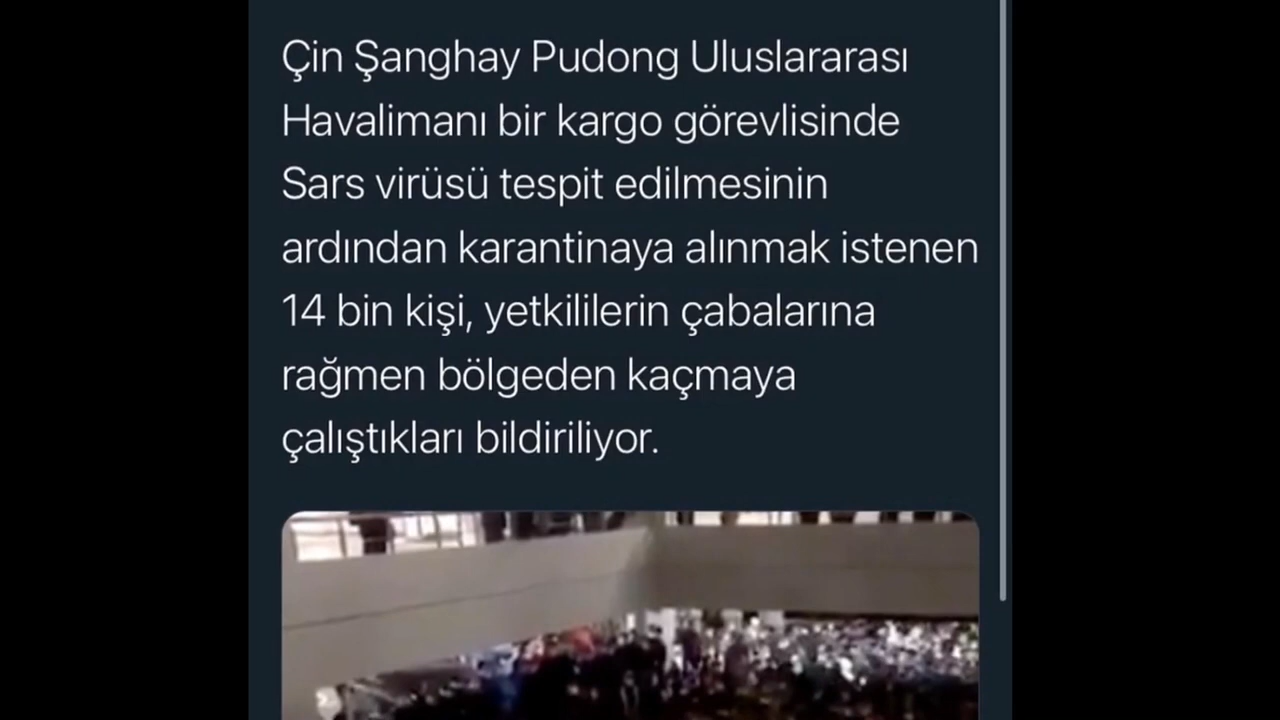 Çin Şanghay Pudong Uluslararası
Havalimanı bir kargo görevlisinde
Sars virüsü tespit edilmesinin
ardından karantinaya alınmak istenen
14 bin kişi, yetkililerin çabalarına
rağmen bölgeden kaçmaya
çalıştıkları bildiriliyor.